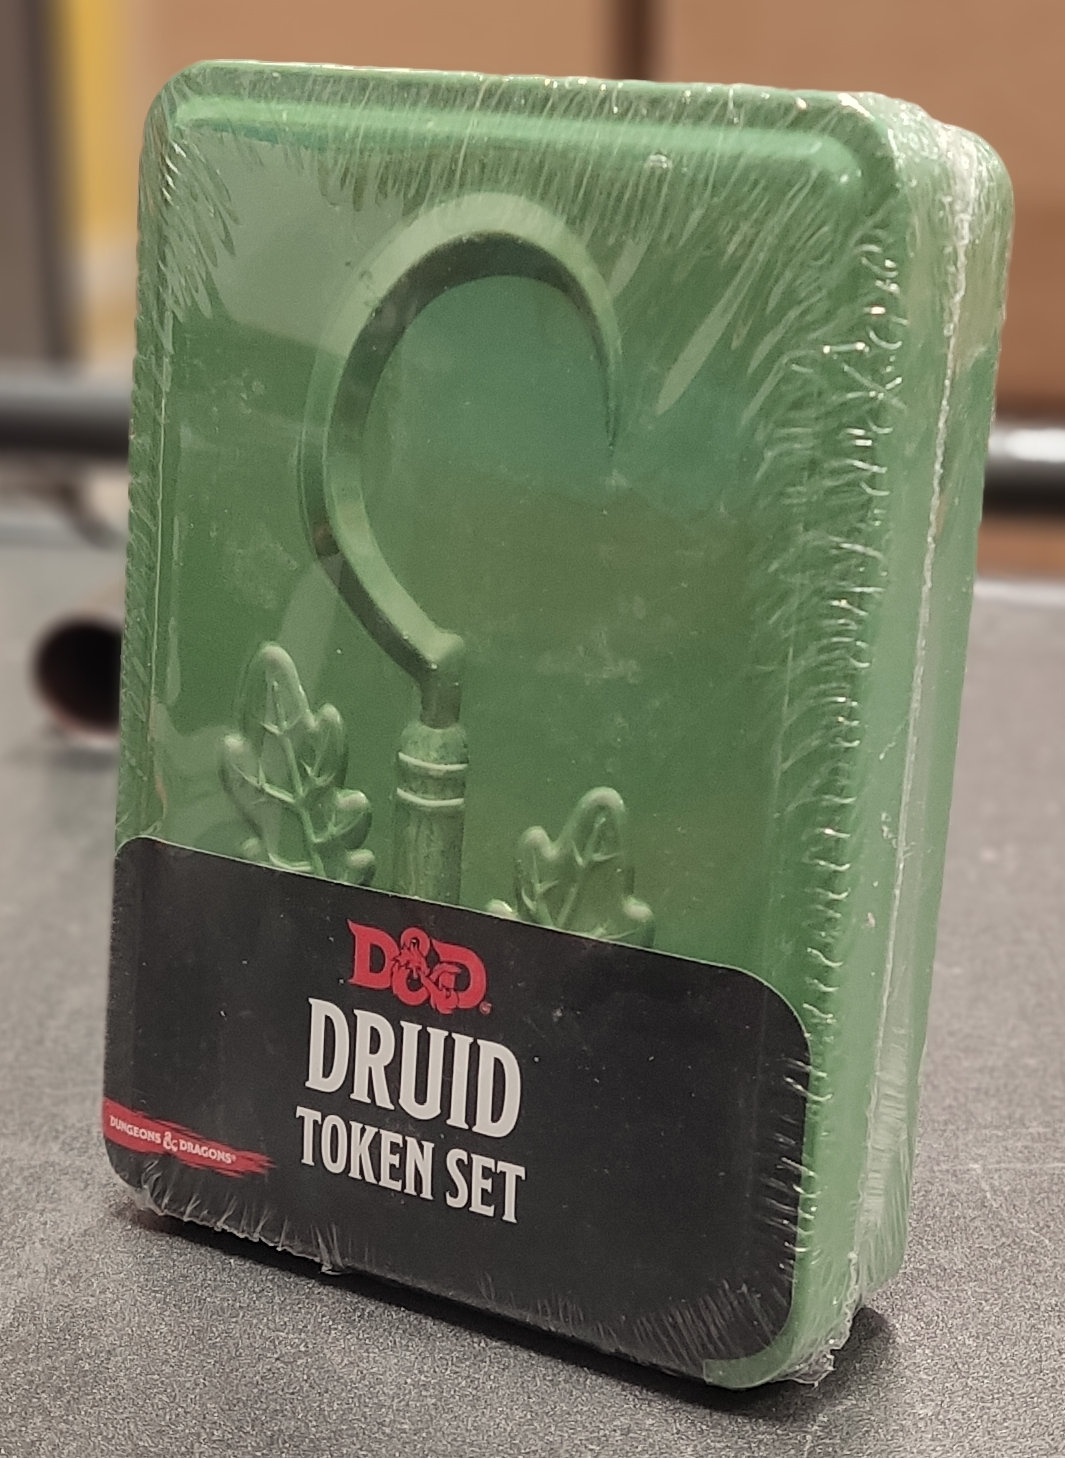 D&D
DRUID
TOKEN SET
DUNGEONS & DRAGONS®